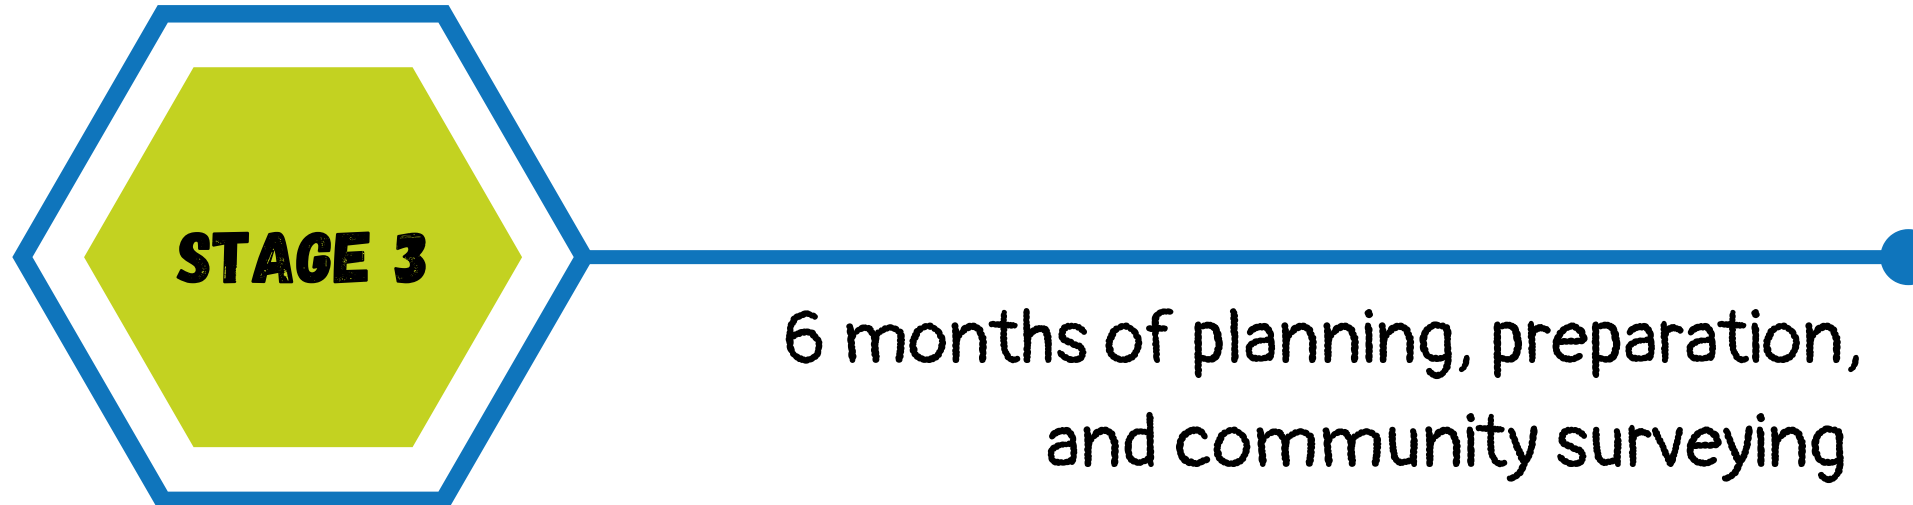 STAGE 3
6 months of planning, preparation,
and community surveying